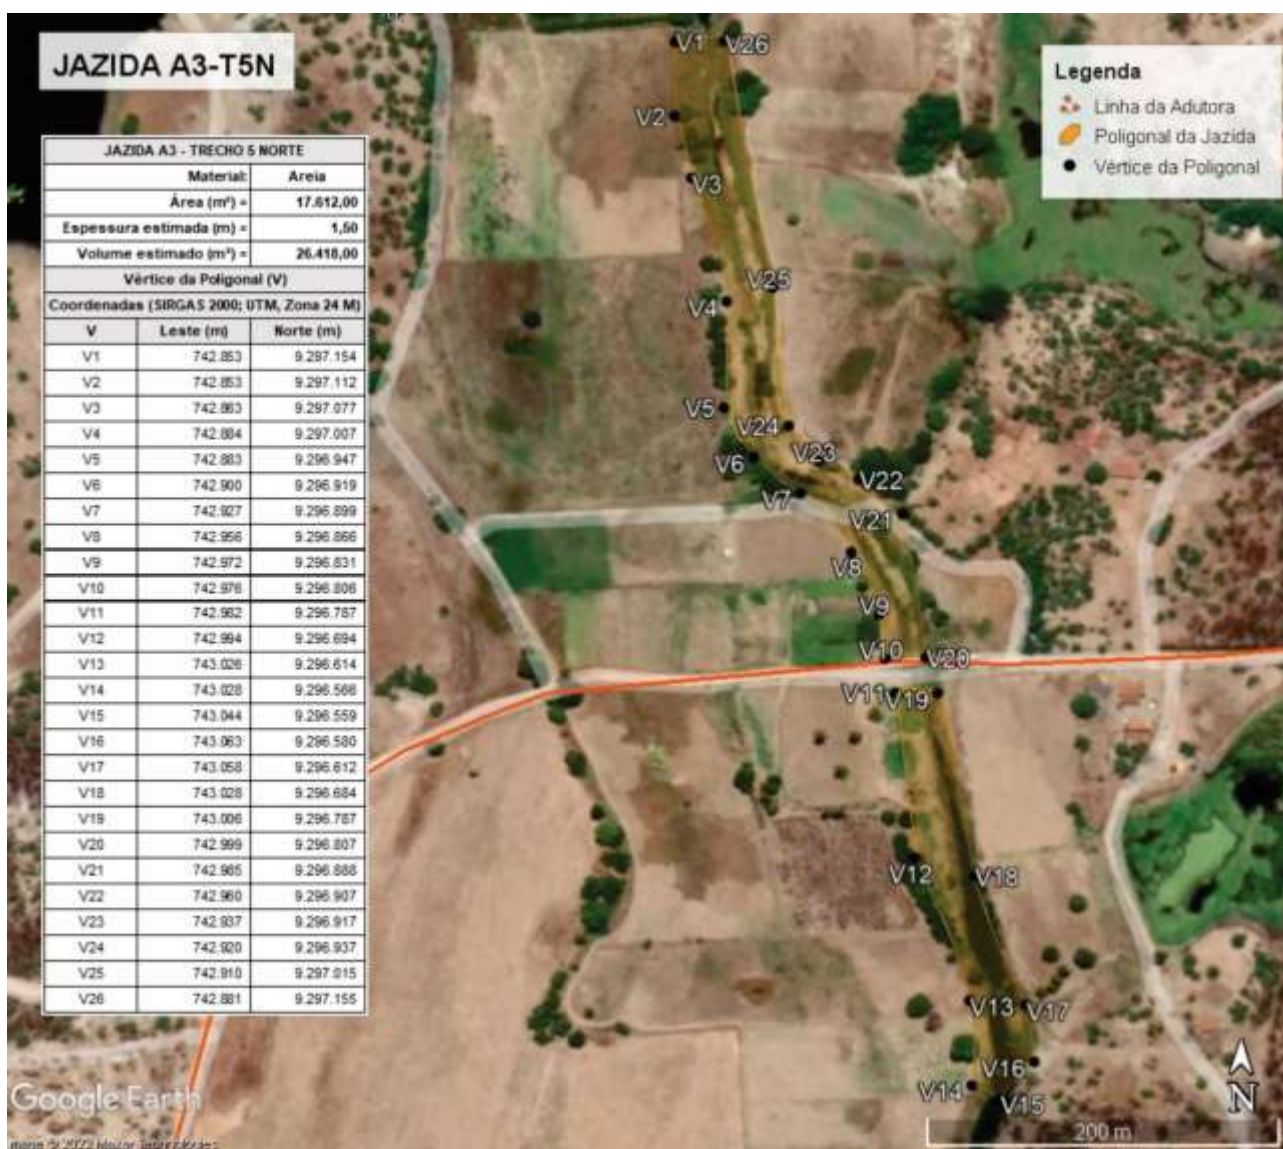 JAZIDA A3-T5N
JAZIDA A3 - TRECHO 5 NORTE
Material: Areia
Área (m²) = 17.612,00
Espessura estimada (m) = 1,50
Volume estimado (m³) = 26.418,00
Vértice da Poligonal (V)
Coordenadas (SIRGAS 2000; UTM, Zona 24 M)
V Leste (m) Norte (m)
V1 742.853 9.297.154
V2 742.853 9.297.112
V3 742.863 9.297.077
V4 742.884 9.297.007
V5 742.883 9.296.947
V6 742.900 9.296.919
V7 742.927 9.296.899
V8 742.956 9.296.866
V9 742.972 9.296.831
V10 742.976 9.296.806
V11 742.982 9.296.787
V12 742.994 9.296.694
V13 743.026 9.296.614
V14 743.028 9.296.566
V15 743.044 9.296.559
V16 743.063 9.296.580
V17 743.058 9.296.612
V18 743.028 9.296.684
V19 743.006 9.296.787
V20 742.999 9.296.807
V21 742.985 9.296.888
V22 742.960 9.296.907
V23 742.937 9.296.917
V24 742.920 9.296.937
V25 742.910 9.297.015
V26 742.881 9.297.155
Legenda
Linha da Adutora
Poligonal da Jazida
Vértice da Poligonal
V1
V26
V2
V3
V25
V4
V5
V24
V23
V6
V22
V7
V21
V8
V9
V10
V20
V11
V19
V12
V18
V13
V17
V16
V14
V15
N
200 m
Google Earth
Image © 2023 Maxar Technologies